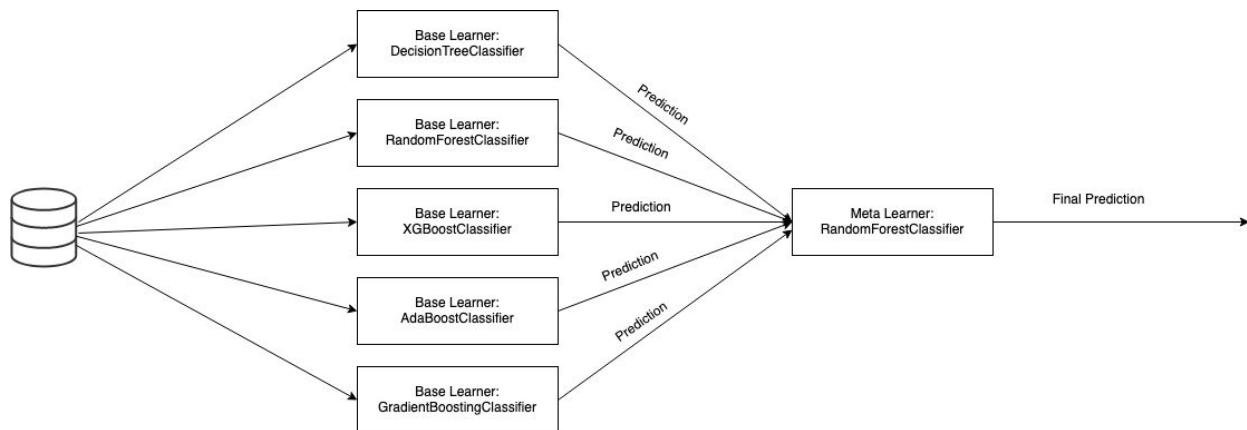 Base Learner:
DecisionTreeClassifier
Prediction
Base Learner:
RandomForestClassifier
Prediction
Base Learner:
XGBoostClassifier
Prediction
Meta Learner:
RandomForestClassifier
Final Prediction
Base Learner:
AdaBoostClassifier
Prediction
Base Learner:
GradientBoostingClassifier
Prediction